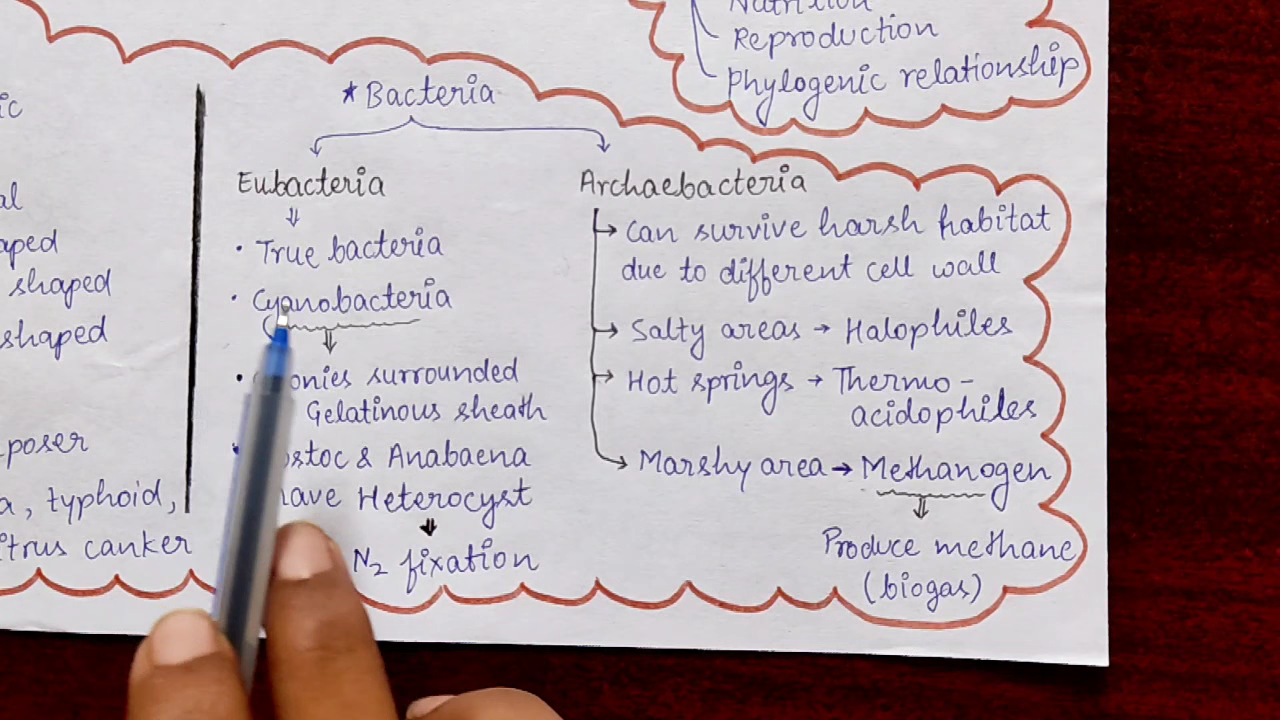 Nutrition
Reproduction
Phylogenic relationship
ic
al
aped
shaped
shaped
-poser
a, typhoid,
itrus canker
★ Bacteria
Eubacteria
• True bacteria
• Cyanobacteria
• onies surrounded
Gelatinous sheath
ostoc & Anabaena
have Heterocyst
N2 fixation
Archaebacteria
→ Can survive harsh habitat
due to different cell wall
→ Salty areas → Halophiles
→ Hot springs → Thermo-
acidophiles
→ Marshy area → Methanogen
Produce methane
(biogas)